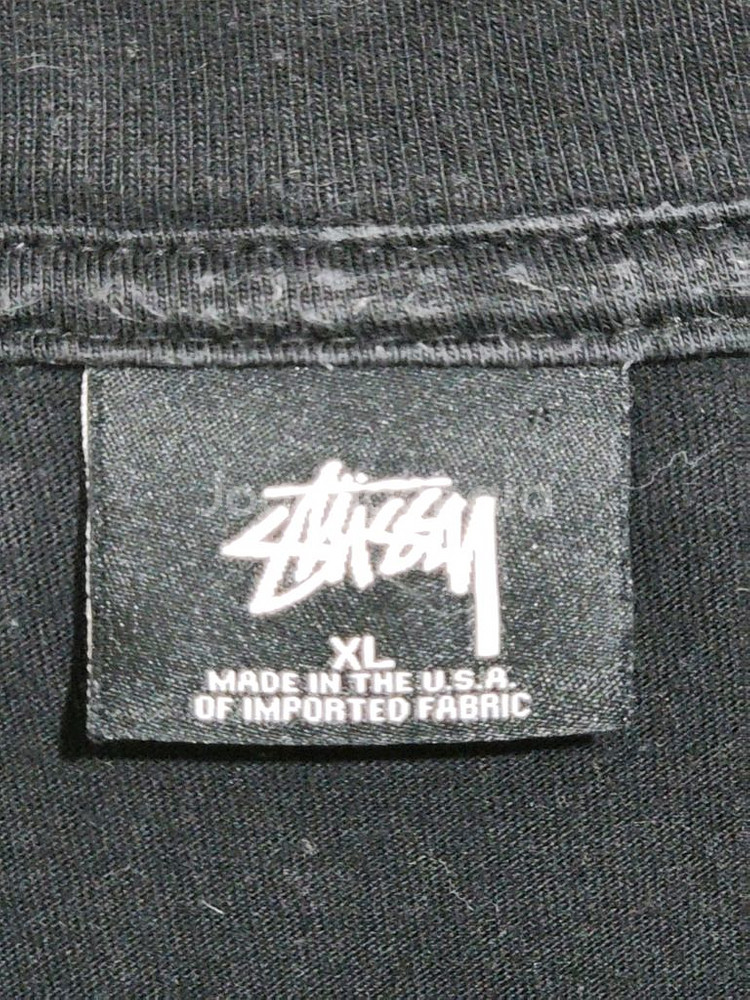 Stüssy
XL
MADE IN THE U.S.A.
OF IMPORTED FABRIC